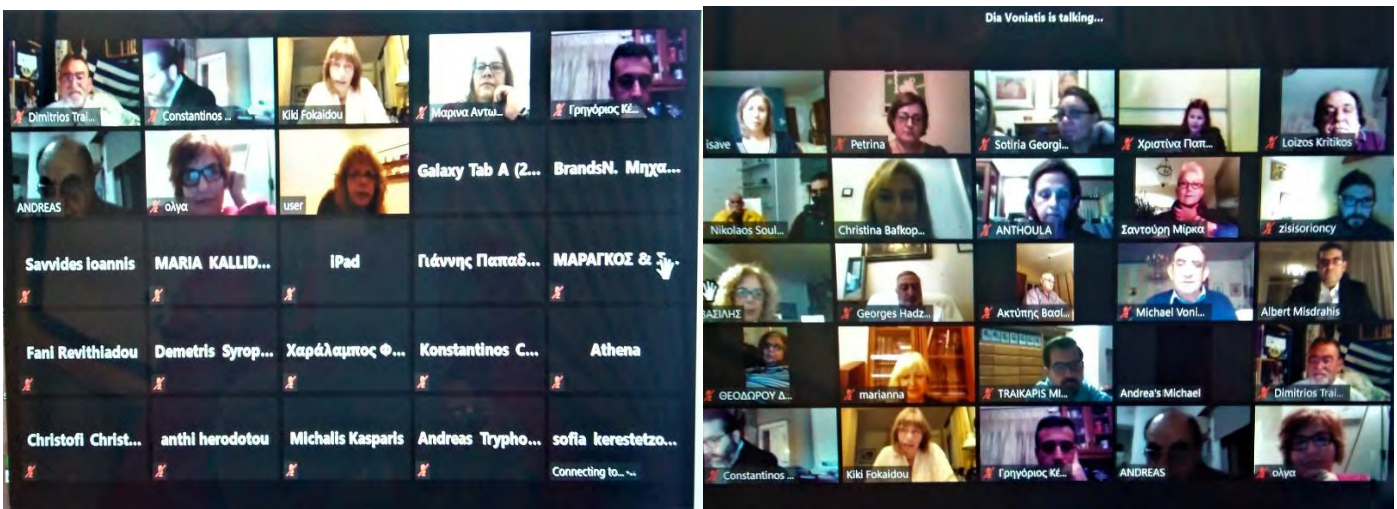 Dimitrios Trai...
Constantinos ...
Kiki Fokaidou
Μαρινα Αντω...
Γρηγόριος Κέ...
ANDREAS
ολγα
user
Galaxy Tab A (2...
BrandsN. Μηχα...
Savvides ioannis
MARIA KALLID...
iPad
Γιάννης Παπαδ...
ΜΑΡΑΓΚΟΣ & Σ...
Fani Revithiadou
Demetris Syrop...
Χαράλαμπος Φ...
Konstantinos C...
Athena
Christofi Christ...
anthi herodotou
Michalis Kasparis
Andreas Trypho...
sofia kerestetzo...
Connecting to...
Dia Voniatis is talking...
isave
Petrina
Sotiria Georgi...
Χριστίνα Παπ...
Loizos Kritikos
Nikolaos Soul...
Christina Bafkop...
ANTHOULA
Σαντούρη Μίρκα
zisisorioncy
ΒΑΣΙΛΗΣ
Georges Hadz...
Ακτύπης Βασί...
Michael Voni...
Albert Misdrahis
ΘΕΟΔΩΡΟΥ Δ...
marianna
TRAIKAPIS MI...
Andrea's Michael
Dimitrios Trai...
Constantinos ...
Kiki Fokaidou
Γρηγόριος Κέ...
ANDREAS
ολγα